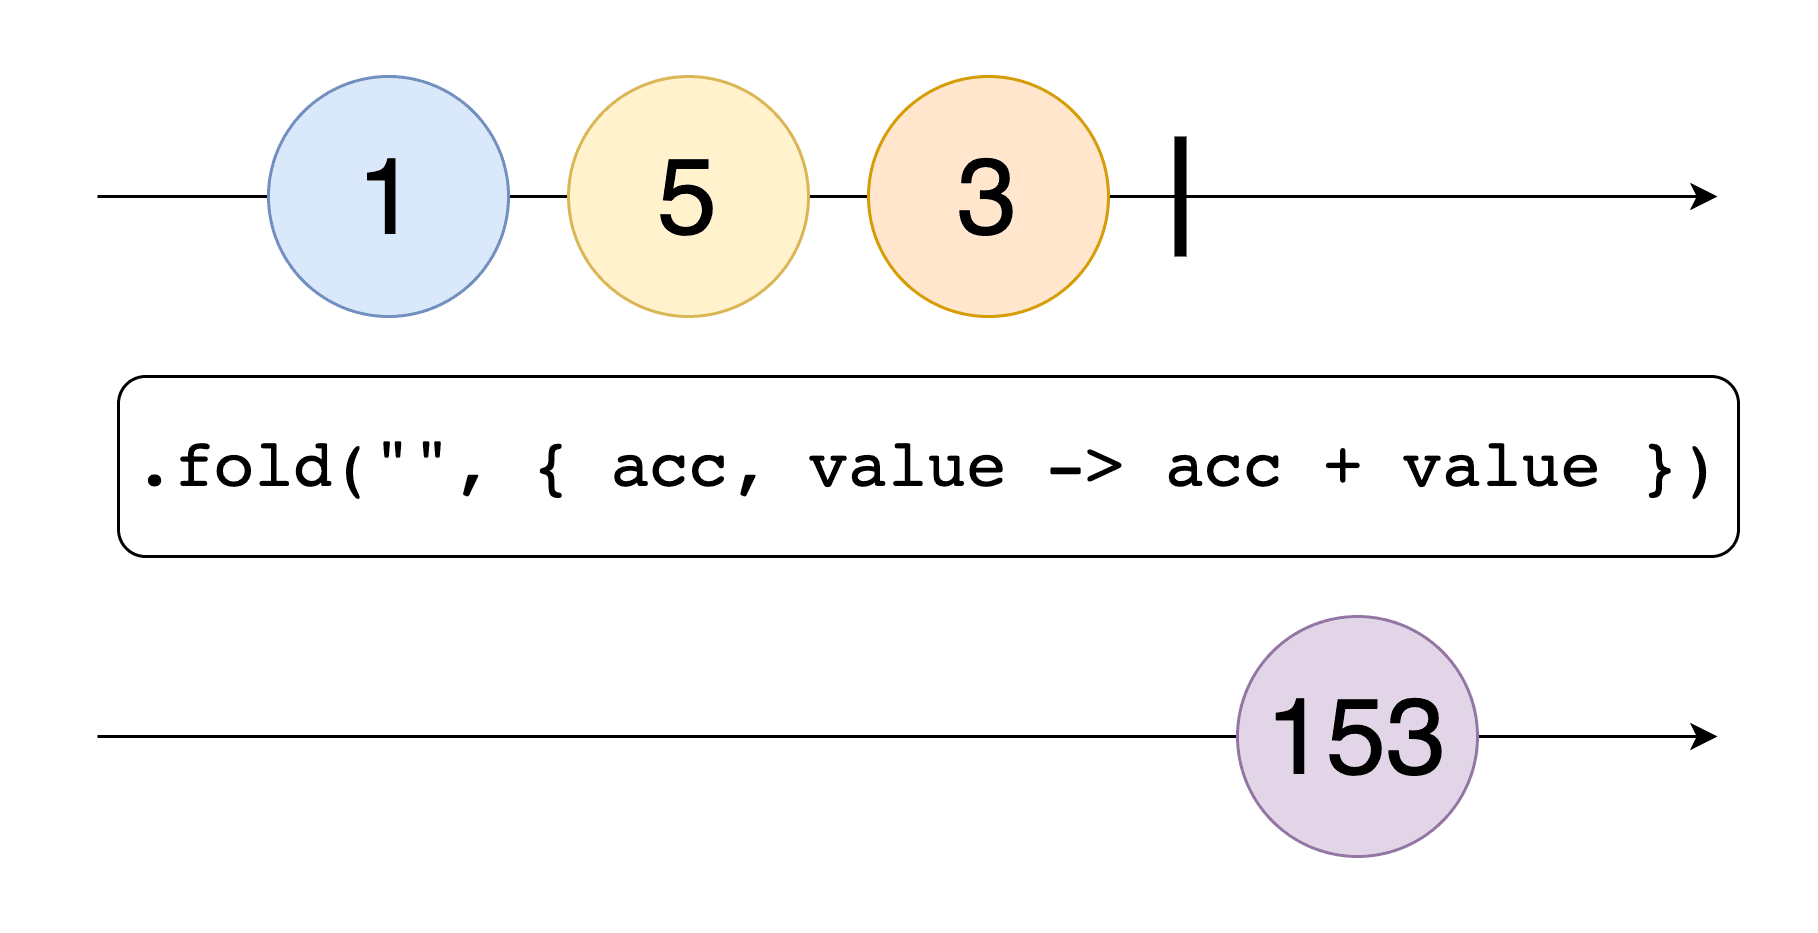 1 5 3
.fold("", { acc, value -> acc + value })
153